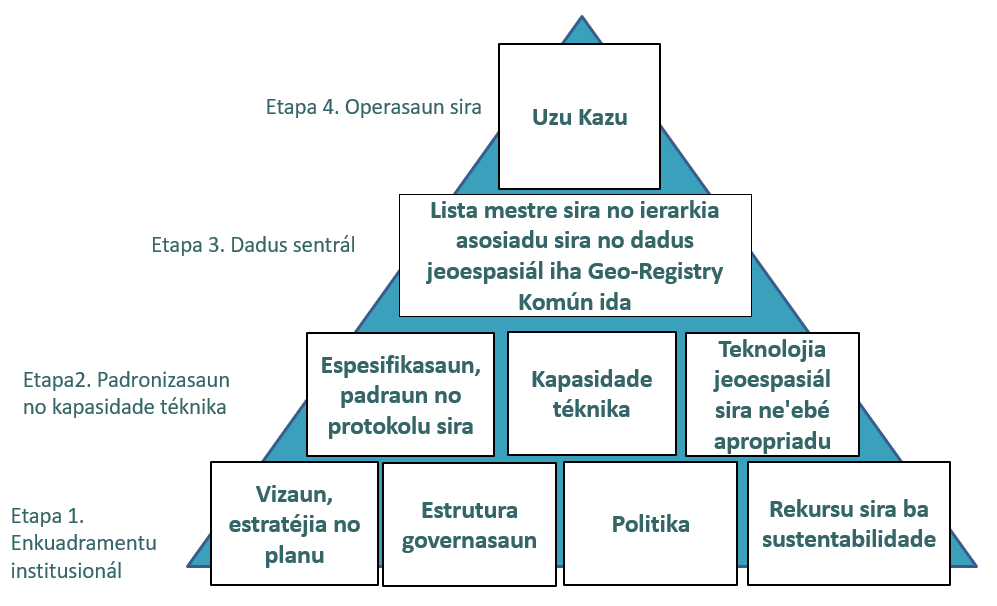 Etapa 4. Operasaun sira
Uzu Kazu
Etapa 3. Dadus sentrál
Lista mestre sira no ierarkia
asosiadu sira no dadus
jeoespasiál iha Geo-Registry
Komún ida
Etapa2. Padronizasaun
no kapasidade téknika
Espesifikasaun,
padraun no
protokolu sira
Kapasidade
téknika
Teknolojia
jeoespasiál
sira ne'ebé
apropriadu
Etapa 1.
Enkuadramentu
institusionál
Vizaun,
estratéjia no
planu
Estrutura
governasaun
Politika
Rekursu sira ba
sustentabilidade